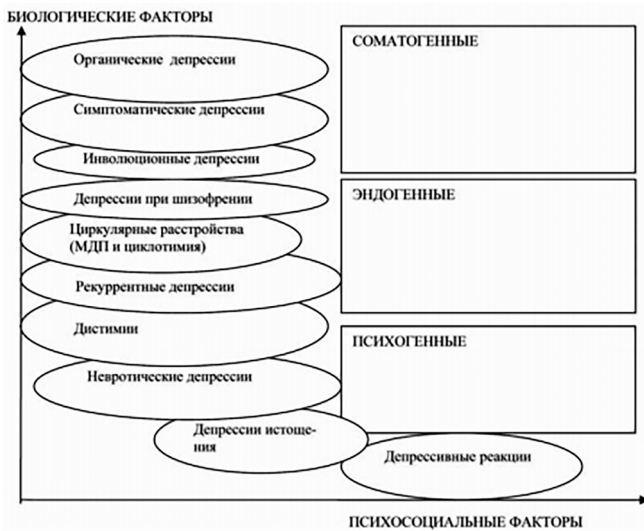 БИОЛОГИЧЕСКИЕ ФАКТОРЫ
Органические депрессии
СОМАТОГЕННЫЕ
Симптоматические депрессии
Инволюционные депрессии
Депрессии при шизофрении
ЭНДОГЕННЫЕ
Циркулярные расстройства
(МДП и циклотимия)
Рекуррентные депрессии
Дистимии
ПСИХОГЕННЫЕ
Невротические депрессии
Депрессии истоще-
ния
Депрессивные реакции
ПСИХОСОЦИАЛЬНЫЕ ФАКТОРЫ